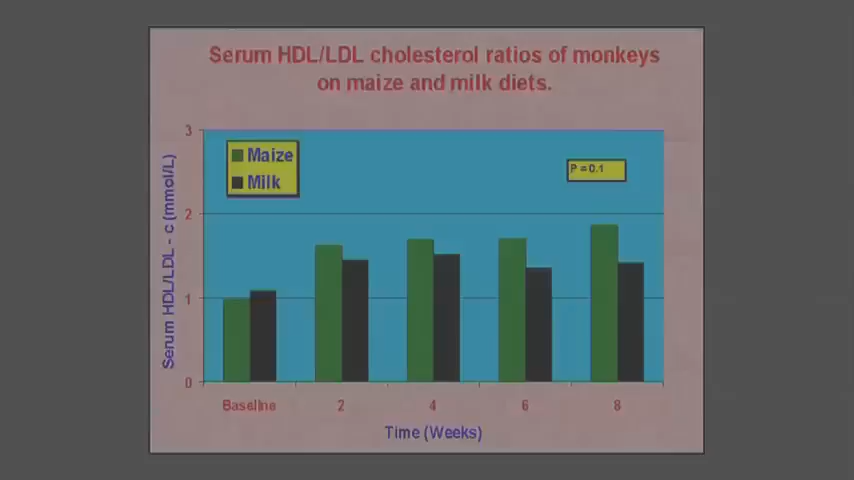 Serum HDL/LDL cholesterol ratios of monkeys
on maize and milk diets.
Serum HDL/LDL - c (mmol/L)
3
2
1
0
Maize
Milk
P = 0.1
Baseline 2 4 6 8
Time (Weeks)